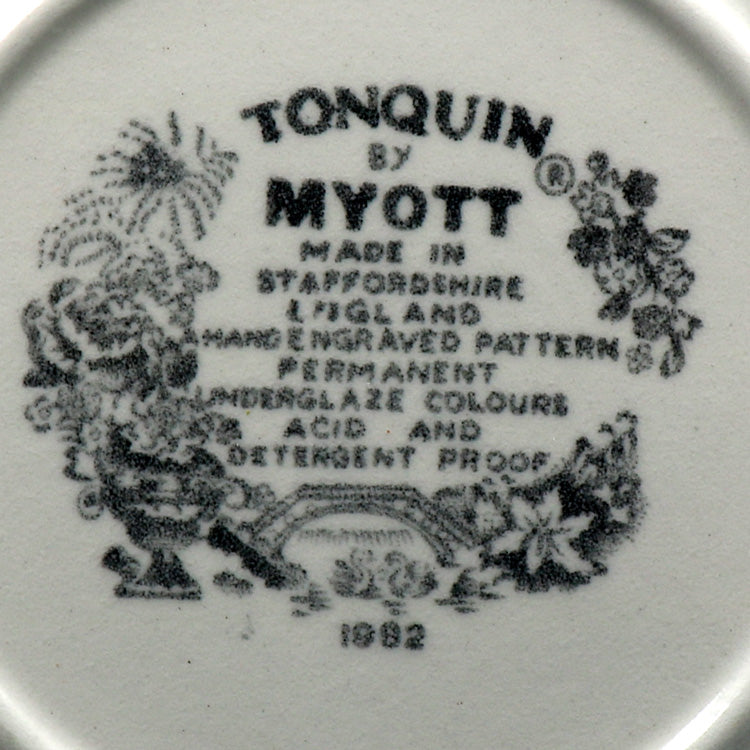 TONQUIN
BY ®
MYOTT
MADE IN
STAFFORDSHIRE
ENGLAND
HAND ENGRAVED PATTERN
PERMANENT
UNDERGLAZE COLOURS
ACID AND
DETERGENT PROOF
1982